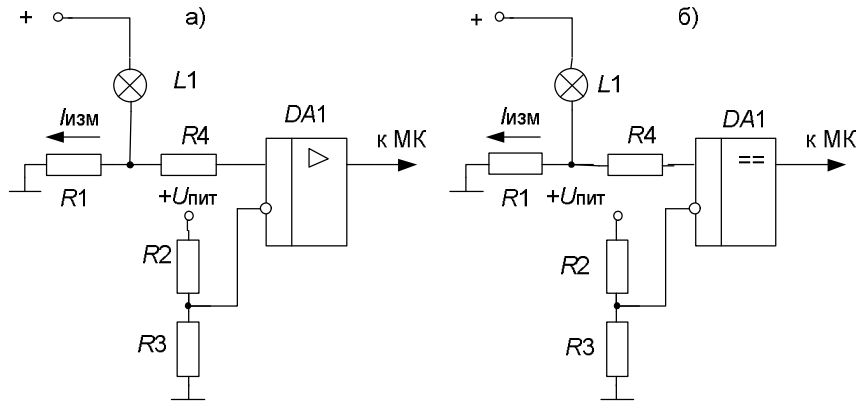 + а)
L1
Iизм
R4
DA1
к МК
R1
+Uпит
R2
R3
+ б)
L1
Iизм
R4
DA1
==
к МК
R1
+Uпит
R2
R3